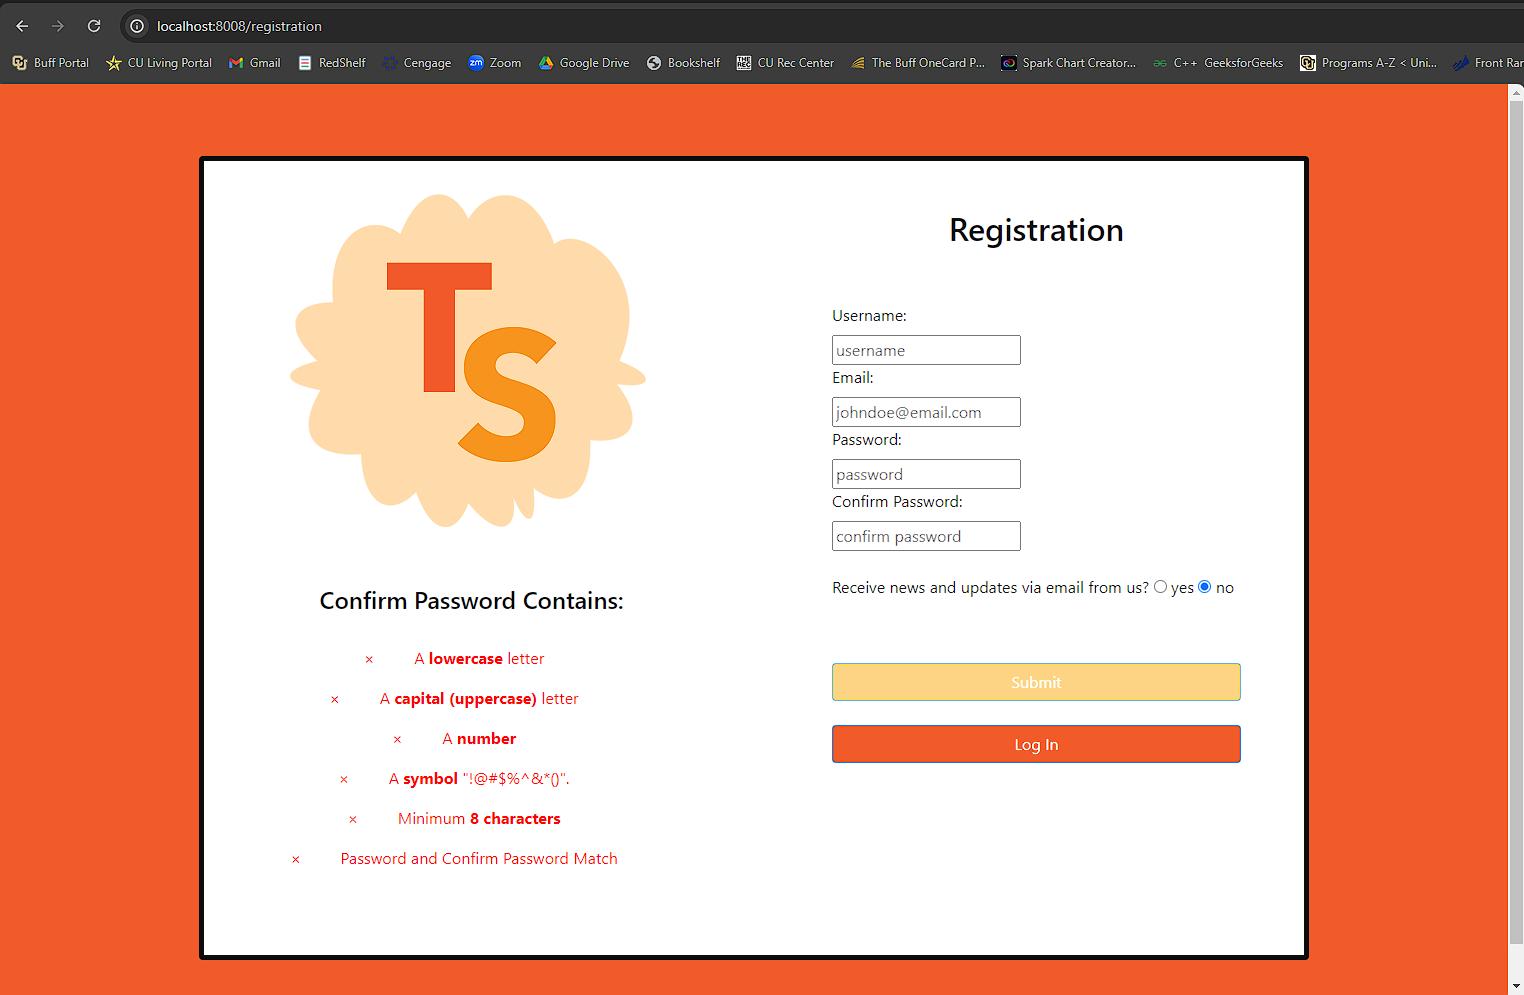 localhost:8008/registration
Buff Portal CU Living Portal Gmail RedShelf Cengage Zoom Google Drive Bookshelf CU Rec Center The Buff OneCard P... Spark Chart Creator... C++ GeeksforGeeks Programs A-Z < Uni... Front Ran
TS
Confirm Password Contains:
× A lowercase letter
× A capital (uppercase) letter
× A number
× A symbol "!@#$%^&*()".
× Minimum 8 characters
× Password and Confirm Password Match
Registration
Username:
username
Email:
johndoe@email.com
Password:
password
Confirm Password:
confirm password
Receive news and updates via email from us? yes no
Submit
Log In